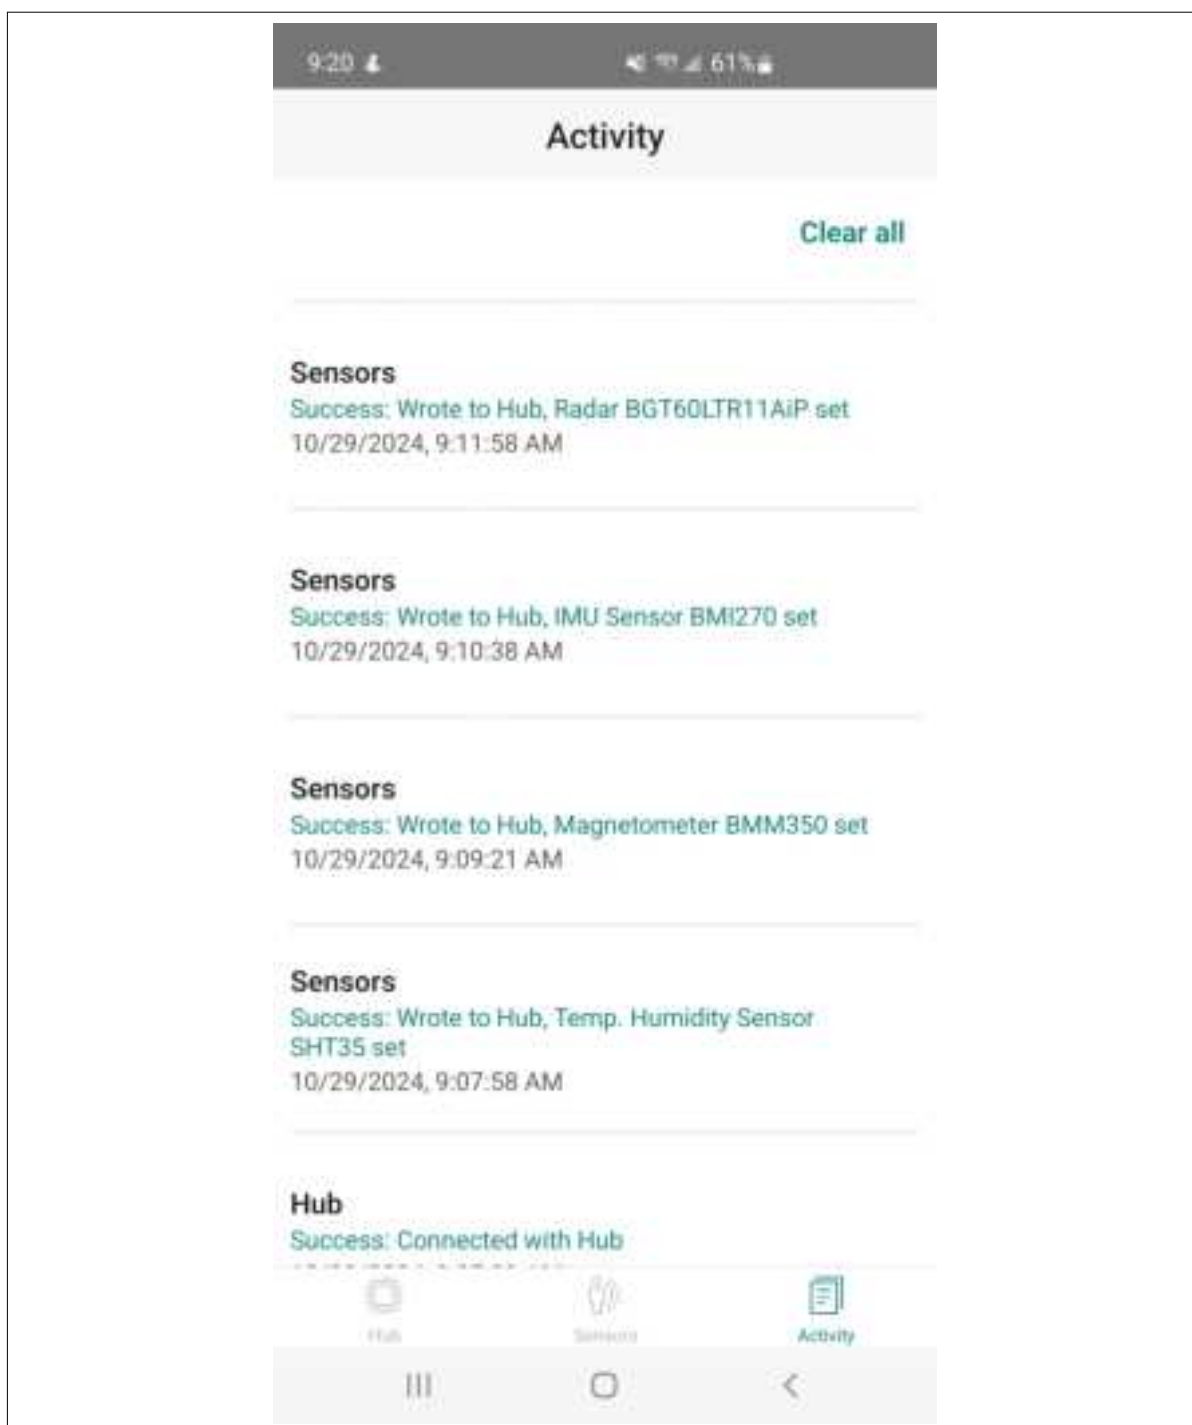 9:20
61%
Activity
Clear all
Sensors
Success: Wrote to Hub, Radar BGT60LTR11AiP set
10/29/2024, 9:11:58 AM
Sensors
Success: Wrote to Hub, IMU Sensor BMI270 set
10/29/2024, 9:10:38 AM
Sensors
Success: Wrote to Hub, Magnetometer BMM350 set
10/29/2024, 9:09:21 AM
Sensors
Success: Wrote to Hub, Temp. Humidity Sensor
SHT35 set
10/29/2024, 9:07:58 AM
Hub
Success: Connected with Hub
Hub Sensors Activity